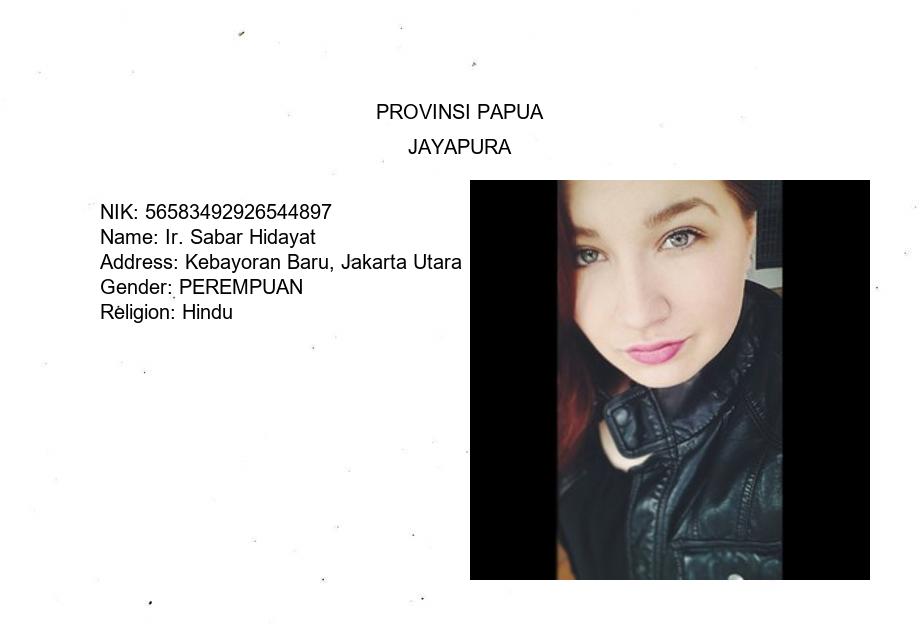 PROVINSI PAPUA
JAYAPURA
NIK: 56583492926544897
Name: Ir. Sabar Hidayat
Address: Kebayoran Baru, Jakarta Utara
Gender: PEREMPUAN
Religion: Hindu